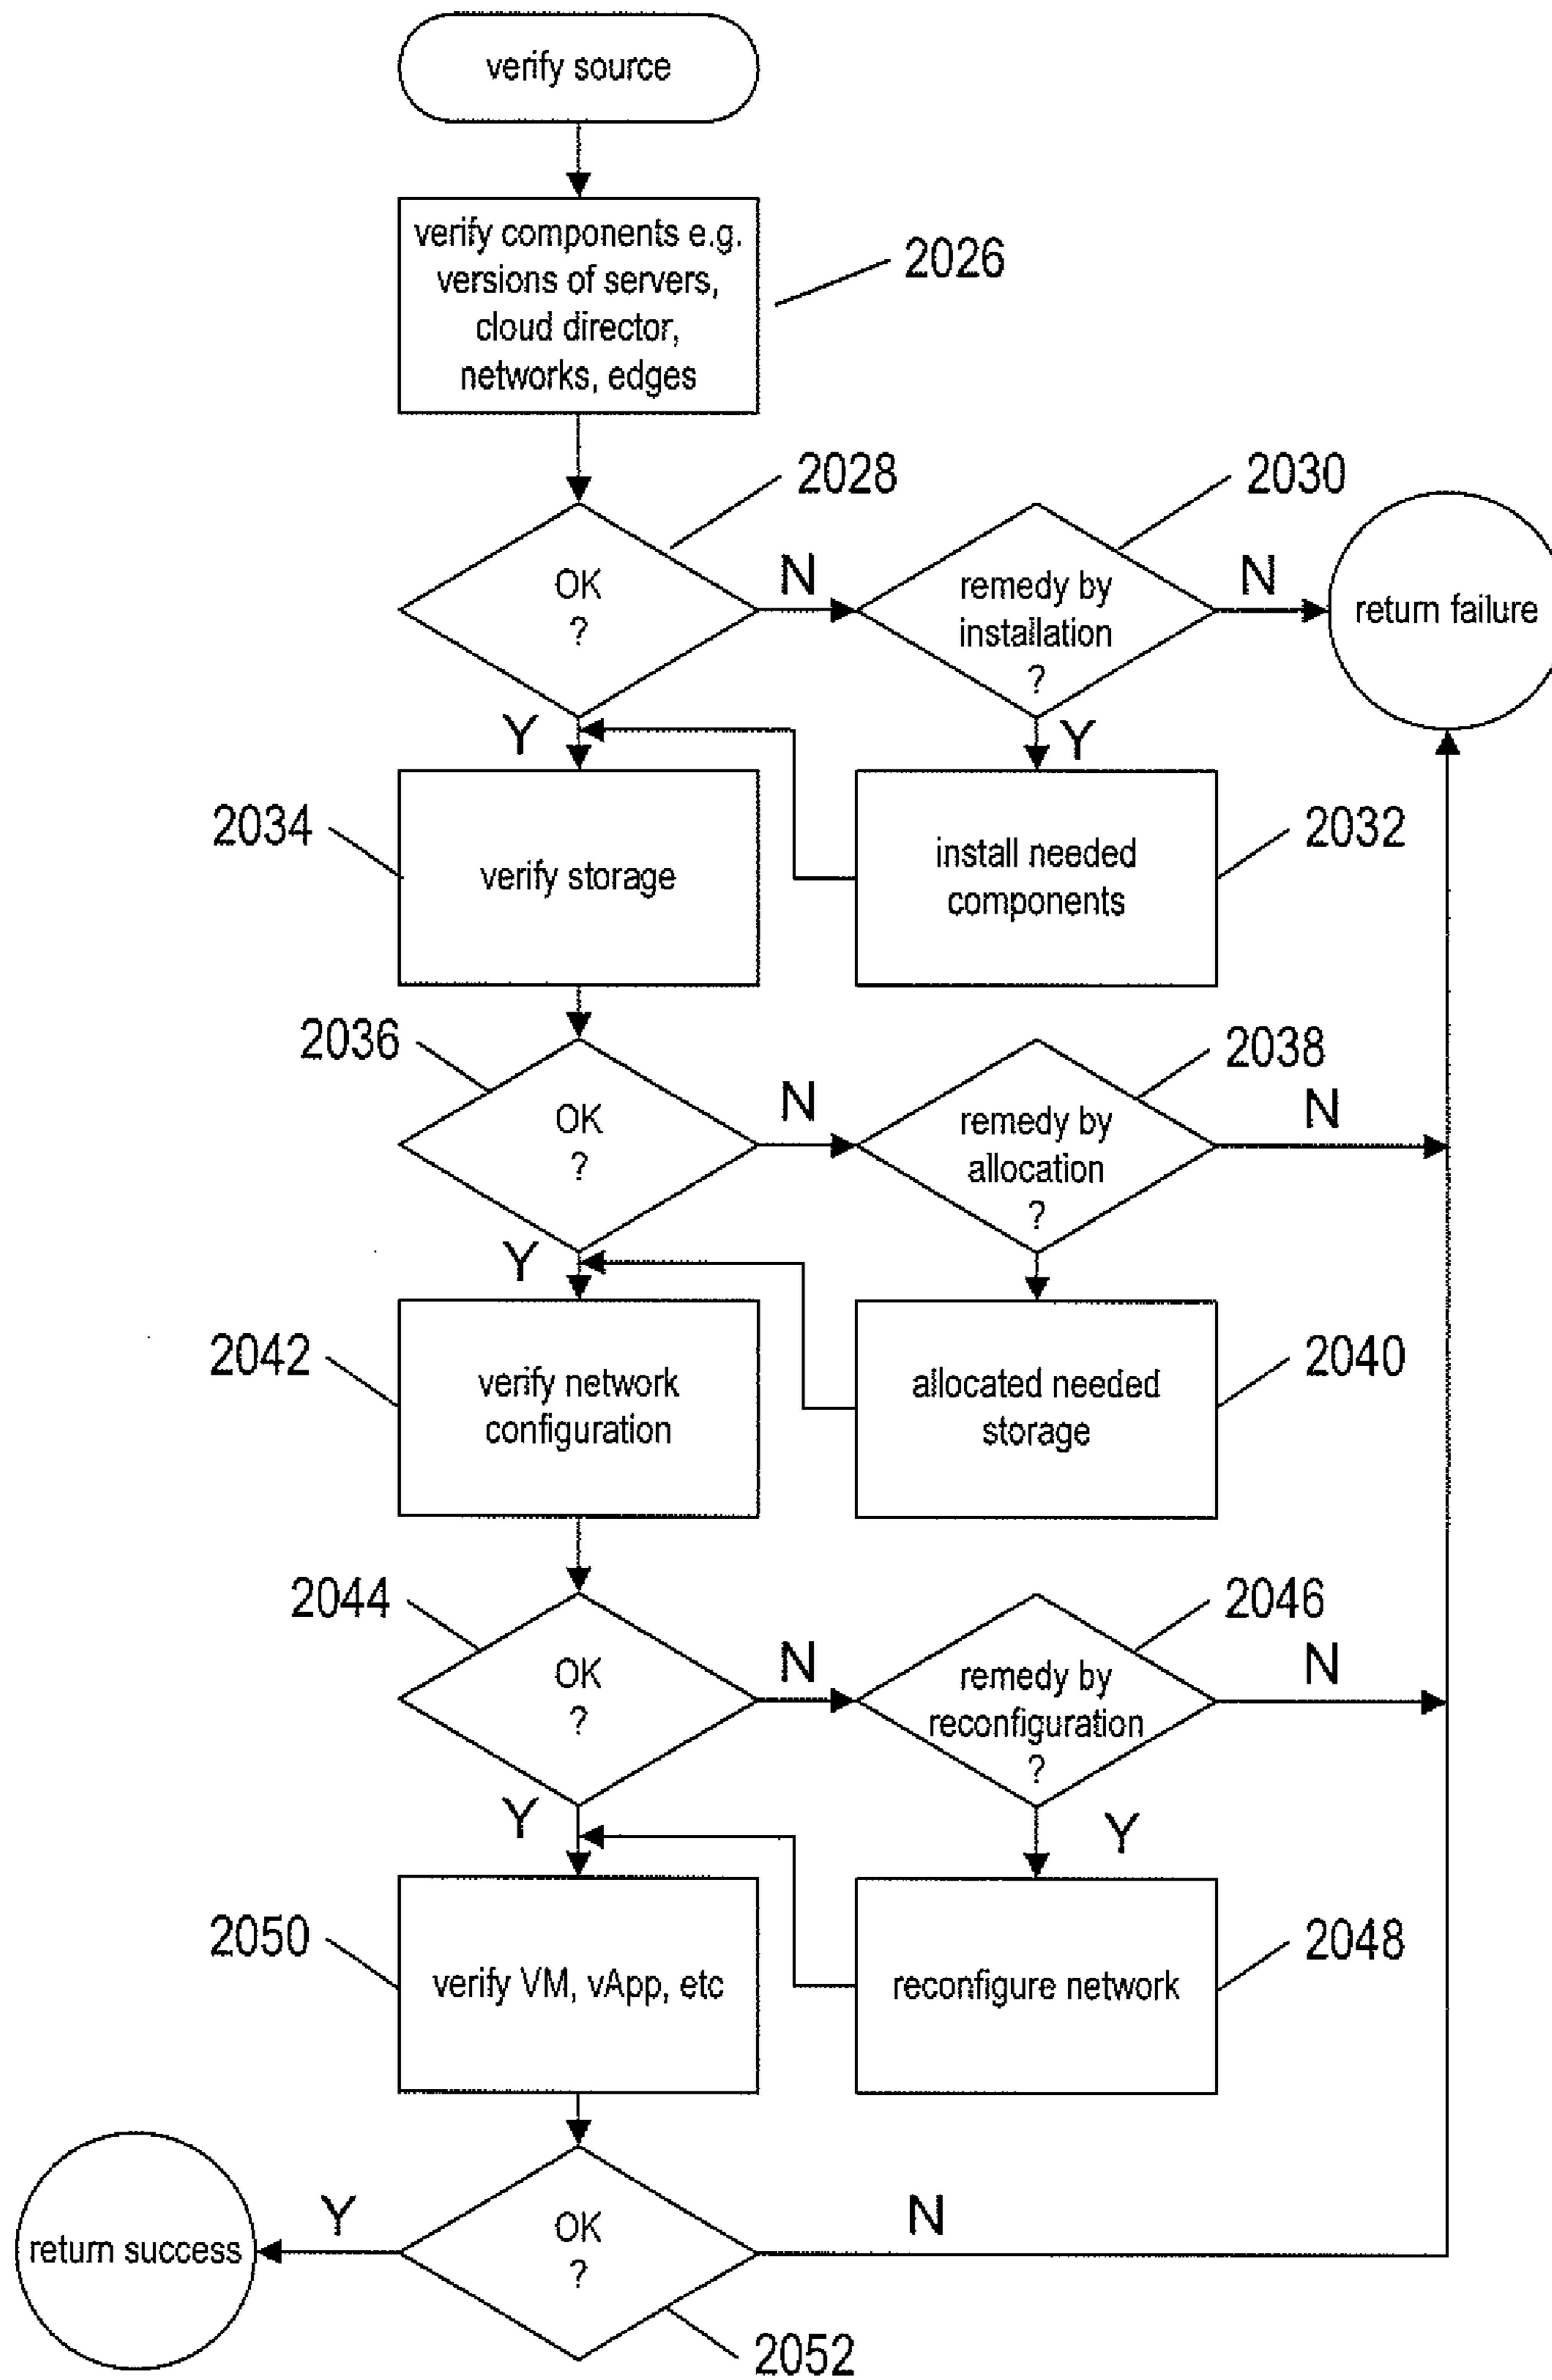 verify source
verify components e.g.
versions of servers,
cloud director,
networks, edges
2026
2028
2030
OK
?
N
remedy by
installation
?
N
return failure
Y
Y
2034
verify storage
install needed
components
2032
2036
2038
OK
?
N
remedy by
allocation
?
N
Y
2042
verify network
configuration
allocated needed
storage
2040
2044
2046
OK
?
N
remedy by
reconfiguration
?
N
Y
Y
2050
verify VM, vApp, etc
reconfigure network
2048
return success
Y
OK
?
N
2052